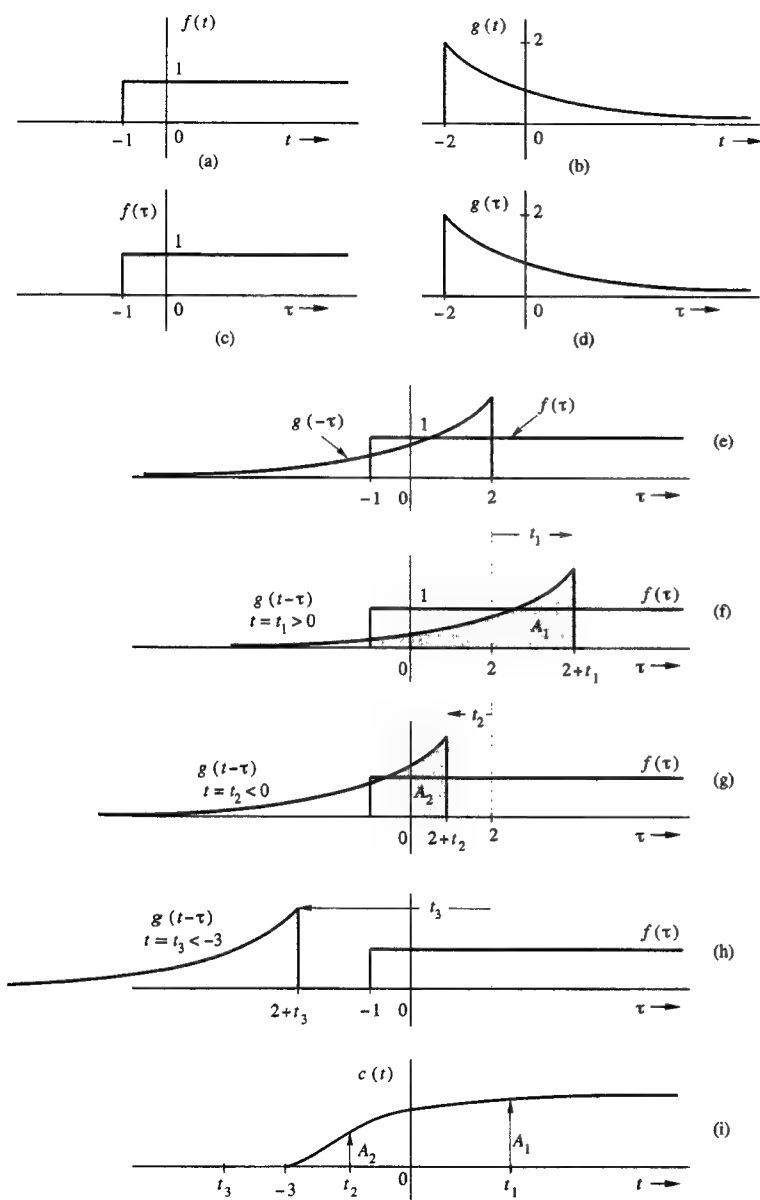 f(t)
1
−1
0
t →
(a)
g(t)
2
−2
0
t →
(b)
f(τ)
1
−1
0
τ →
(c)
g(τ)
2
−2
0
τ →
(d)
g(−τ)
1
f(τ)
(e)
−1
0
2
τ →
t₁
g(t−τ)
t=t₁>0
1
f(τ)
(f)
A₁
0
2
2+t₁
τ →
t₂
g(t−τ)
t=t₂<0
f(τ)
(g)
A₂
0
2+t₂
2
τ →
g(t−τ)
t=t₃<−3
t₃
f(τ)
(h)
2+t₃
−1
0
τ →
c(t)
(i)
A₂
A₁
t₃
−3
t₂
0
t₁
t →